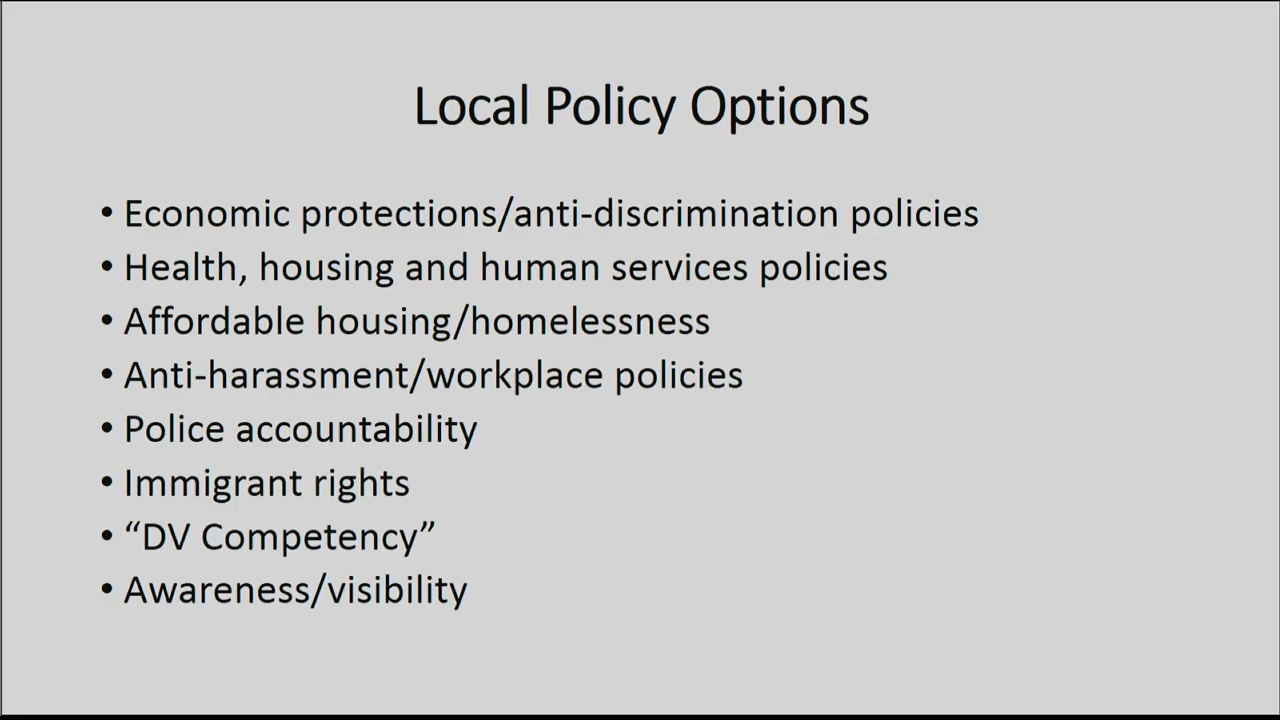 Local Policy Options
• Economic protections/anti-discrimination policies
• Health, housing and human services policies
• Affordable housing/homelessness
• Anti-harassment/workplace policies
• Police accountability
• Immigrant rights
• “DV Competency”
• Awareness/visibility